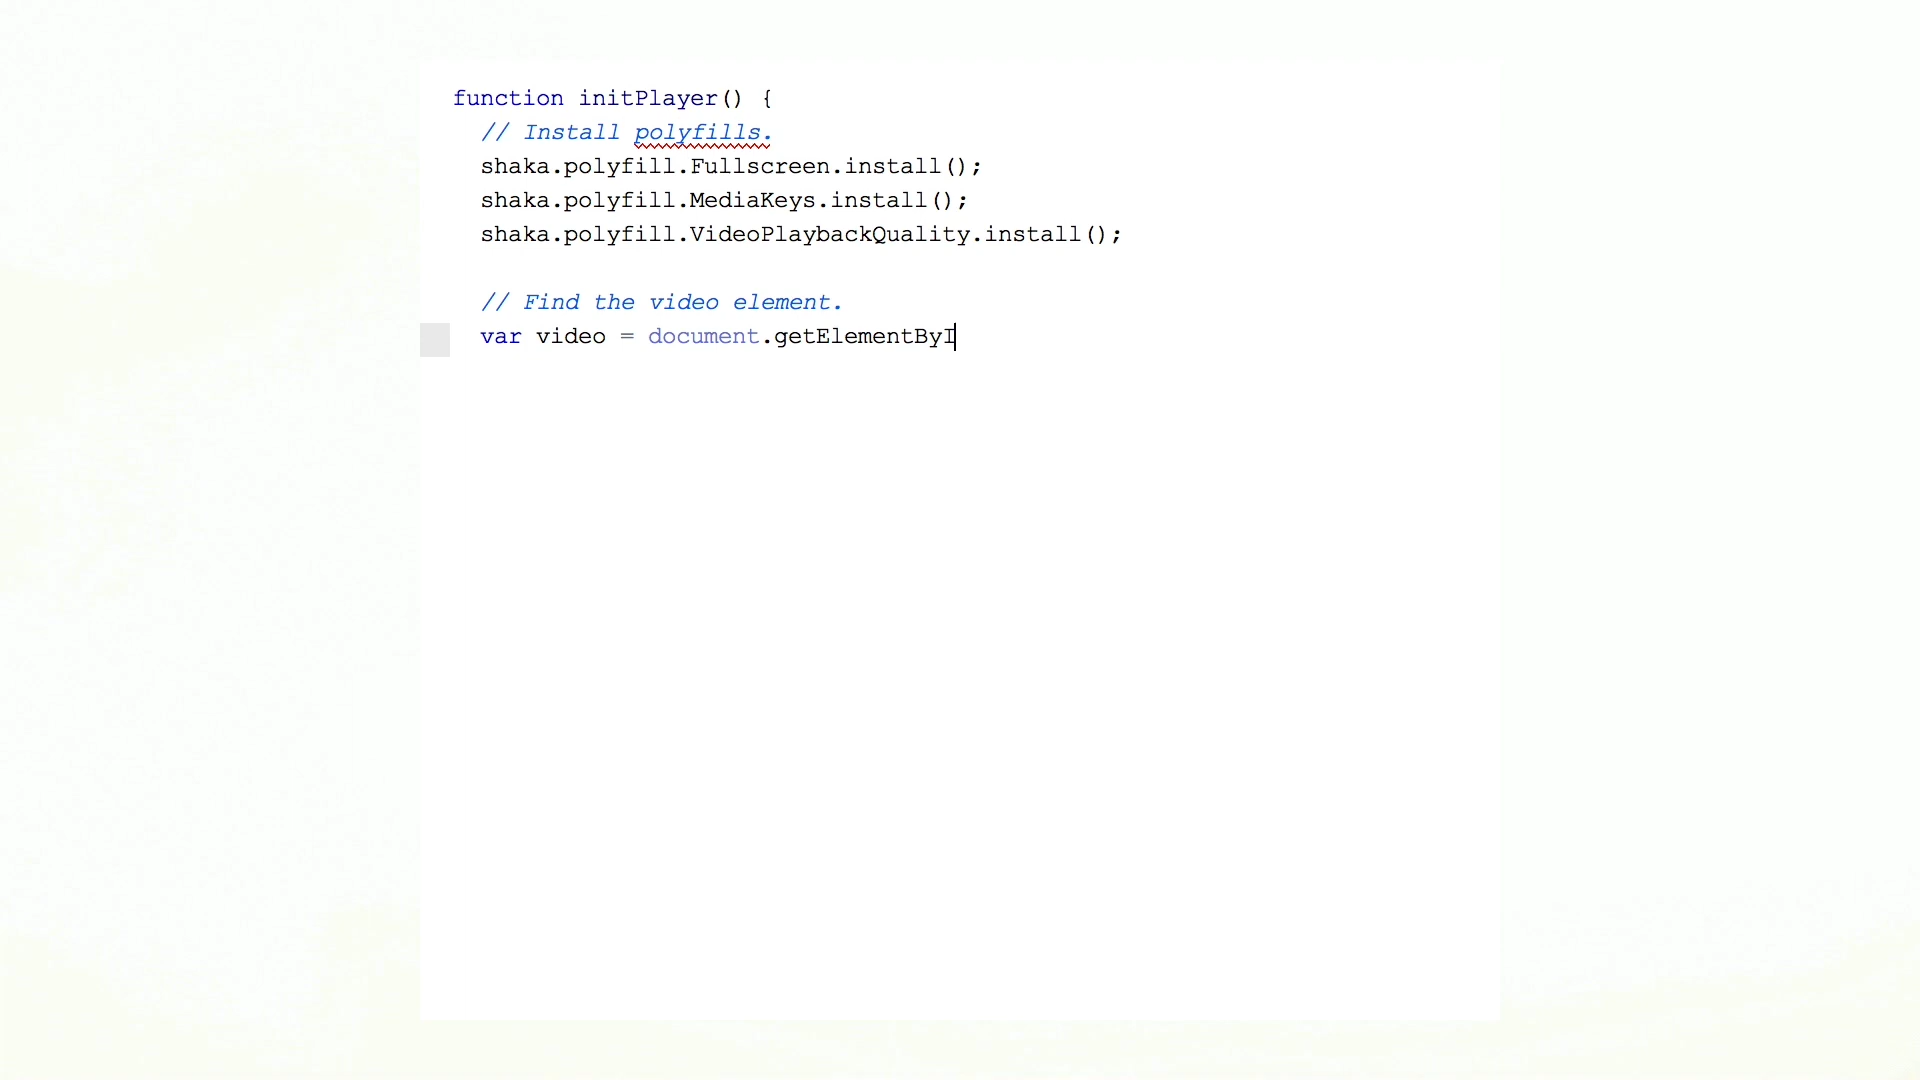 function initPlayer() {
// Install polyfills.
shaka.polyfill.Fullscreen.install();
shaka.polyfill.MediaKeys.install();
shaka.polyfill.VideoPlaybackQuality.install();
// Find the video element.
var video = document.getElementByI